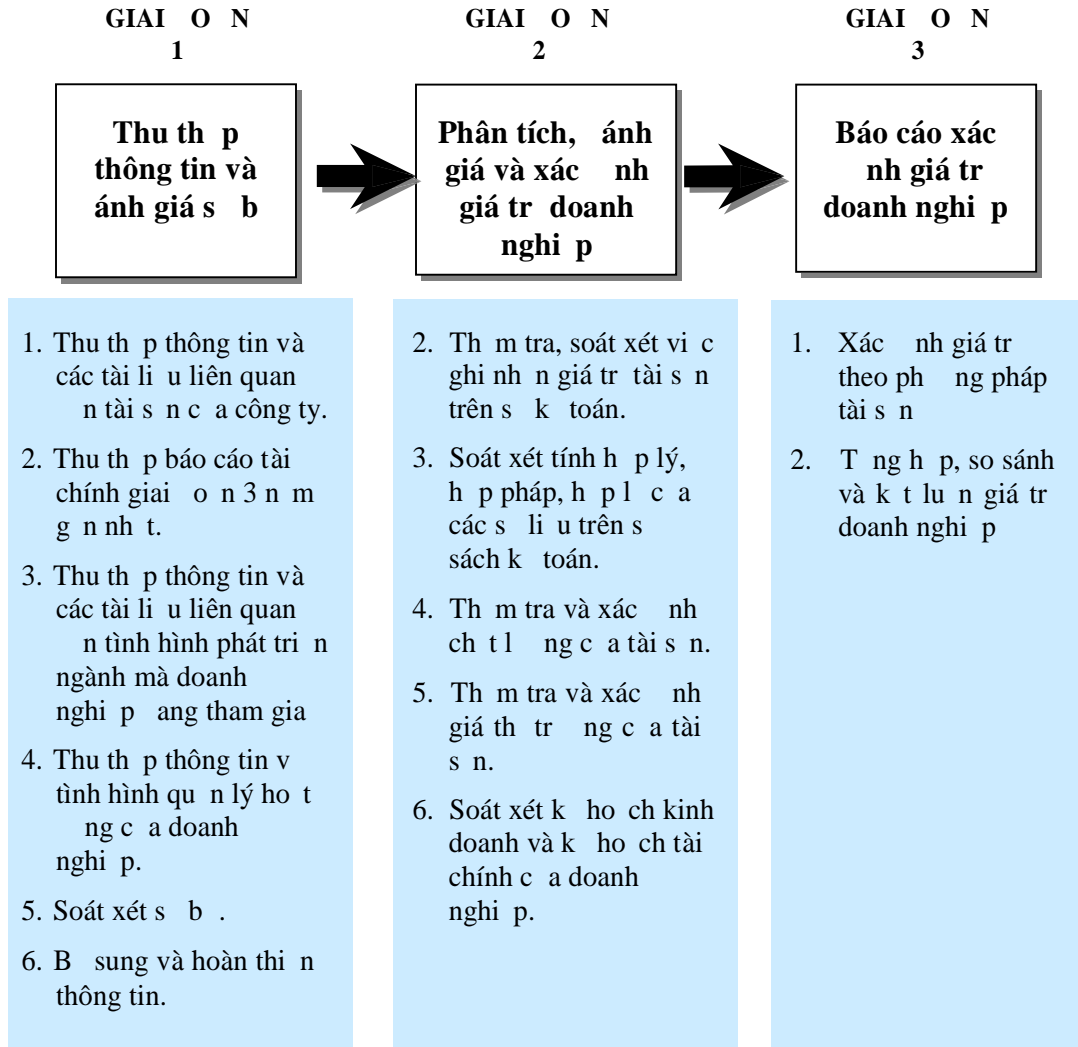 GIAI O N
1
Thu th p
thông tin và
ánh giá s b
1. Thu th p thông tin và
các tài li u liên quan
n tài s n c a công ty.
2. Thu th p báo cáo tài
chính giai o n 3 n m
g n nh t.
3. Thu th p thông tin và
các tài li u liên quan
n tình hình phát tri n
ngành mà doanh
nghi p ang tham gia
4. Thu th p thông tin v
tình hình qu n lý ho t
ng c a doanh
nghi p.
5. Soát xét s b .
6. B sung và hoàn thi n
thông tin.
GIAI O N
2
Phân tích, ánh
giá và xác nh
giá tr doanh
nghi p
2. Th m tra, soát xét vi c
ghi nh n giá tr tài s n
trên s k toán.
3. Soát xét tính h p lý,
h p pháp, h p l c a
các s li u trên s
sách k toán.
4. Th m tra và xác nh
ch t l ng c a tài s n.
5. Th m tra và xác nh
giá th tr ng c a tài
s n.
6. Soát xét k ho ch kinh
doanh và k ho ch tài
chính c a doanh
nghi p.
GIAI O N
3
Báo cáo xác
nh giá tr
doanh nghi p
1. Xác nh giá tr
theo ph ng pháp
tài s n
2. T ng h p, so sánh
và k t lu n giá tr
doanh nghi p